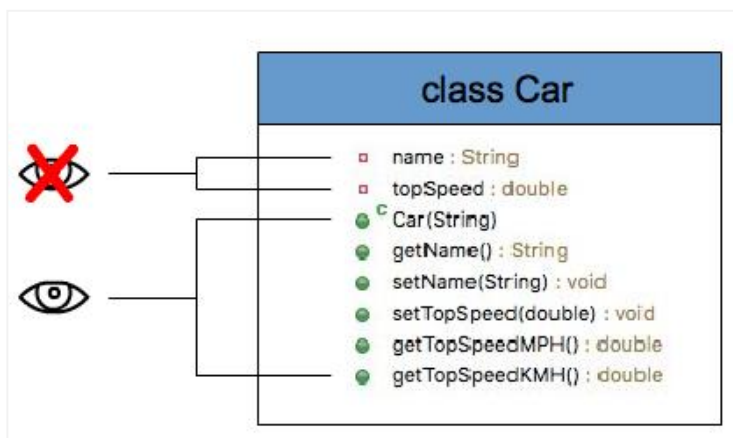 class Car
name : String
topSpeed : double
C Car(String)
getName() : String
setName(String) : void
setTopSpeed(double) : void
getTopSpeedMPH() : double
getTopSpeedKMH() : double